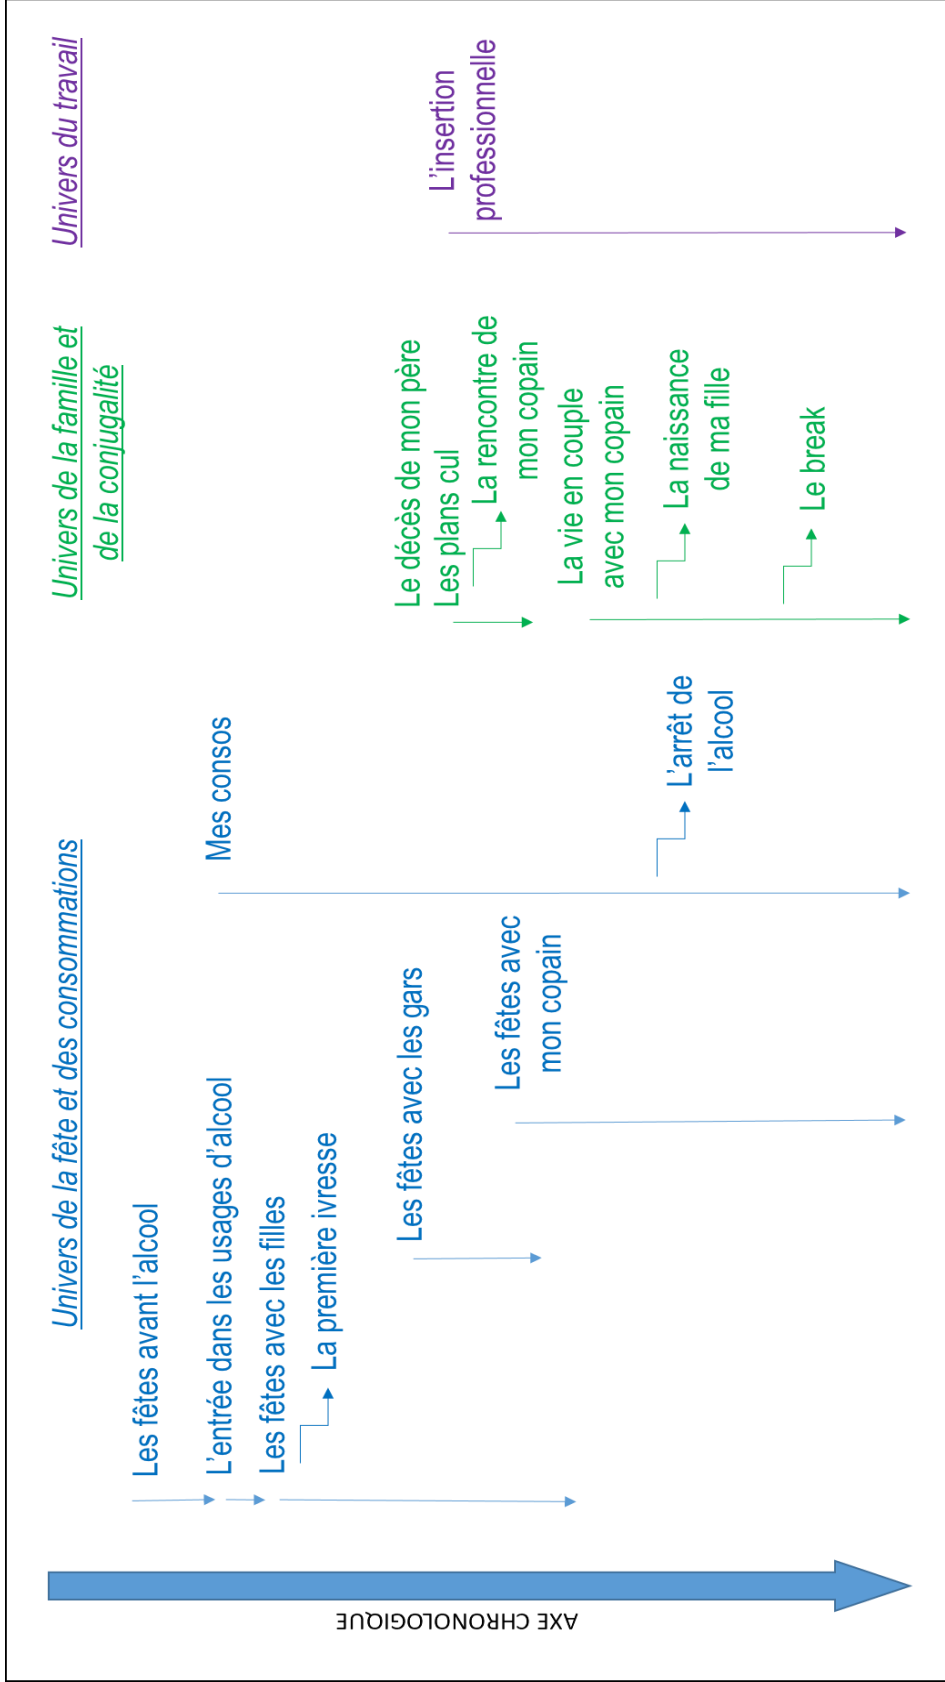 Univers de la fête et des consommations
Univers de la famille et
de la conjugalité
Univers du travail
AXE CHRONOLOGIQUE
Les fêtes avant l'alcool
L'entrée dans les usages d'alcool
Mes consos
Les fêtes avec les filles
La première ivresse
Les fêtes avec les gars
Le décès de mon père
Les plans cul
L'insertion
professionnelle
La rencontre de
mon copain
Les fêtes avec
mon copain
La vie en couple
avec mon copain
L'arrêt de
l'alcool
La naissance
de ma fille
Le break